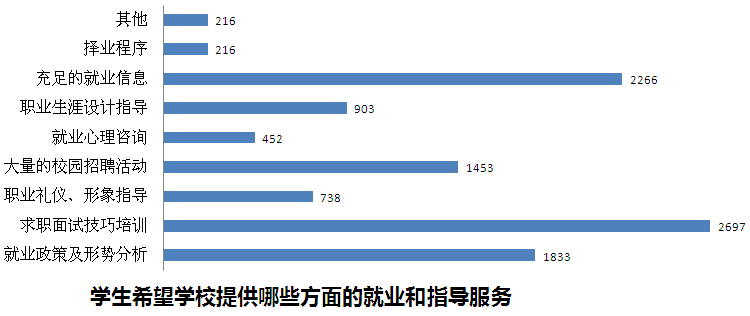 其他 216
择业程序 216
充足的就业信息 2266
职业生涯设计指导 903
就业心理咨询 452
大量的校园招聘活动 1453
职业礼仪、形象指导 738
求职面试技巧培训 2697
就业政策及形势分析 1833
学生希望学校提供哪些方面的就业和指导服务